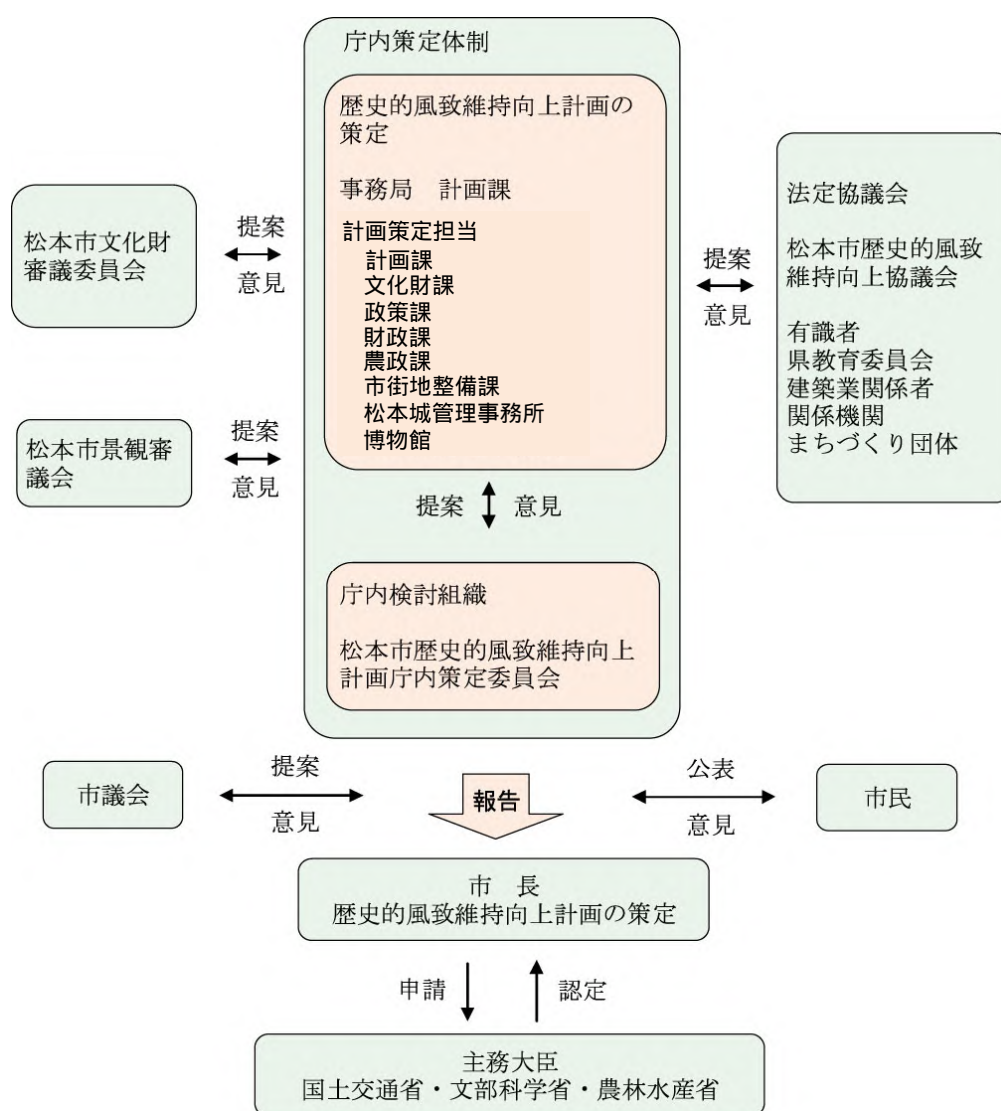 庁内策定体制
歴史的風致維持向上計画の
策定
事務局　計画課
計画策定担当
計画課
文化財課
政策課
財政課
農政課
市街地整備課
松本城管理事務所
博物館
松本市文化財
審議委員会
提案
意見
松本市景観審
議会
提案
意見
提案
意見
法定協議会
松本市歴史的風致
維持向上協議会
有識者
県教育委員会
建築業関係者
関係機関
まちづくり団体
提案　意見
庁内検討組織
松本市歴史的風致維持向上
計画庁内策定委員会
市議会
提案
意見
報告
公表
意見
市民
市　長
歴史的風致維持向上計画の策定
申請　認定
主務大臣
国土交通省・文部科学省・農林水産省